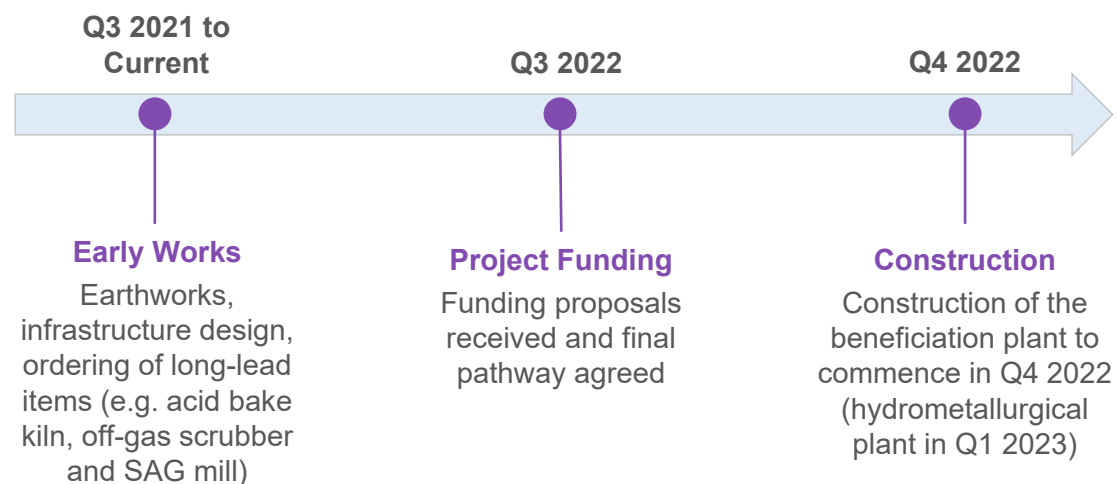 Q3 2021 to
Current
Q3 2022
Q4 2022
Early Works
Earthworks,
infrastructure design,
ordering of long-lead
items (e.g. acid bake
kiln, off-gas scrubber
and SAG mill)
Project Funding
Funding proposals
received and final
pathway agreed
Construction
Construction of the
beneficiation plant to
commence in Q4 2022
(hydrometallurgical
plant in Q1 2023)